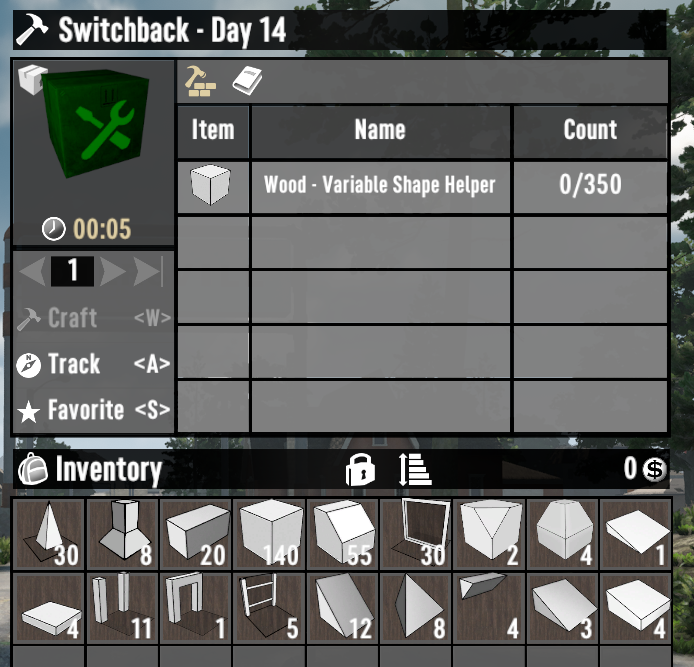 Switchback - Day 14
Item Name Count
Wood - Variable Shape Helper 0/350
00:05
1
Craft <W>
Track <A>
Favorite <S>
Inventory 0
30 8 20 140 55 30 2 4 1
4 11 1 5 12 8 4 3 4